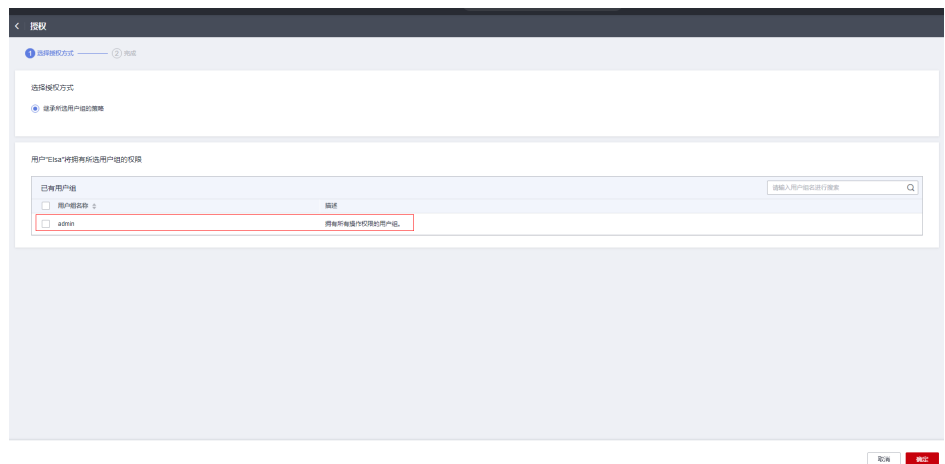 授权
1 选择授权方式 2 完成
选择授权方式
继承所选用户组的策略
用户"Elsa"将拥有所选用户组的权限
已有用户组 请输入用户组名进行搜索
用户组名称 描述
admin 拥有所有操作权限的用户组。
取消 确定